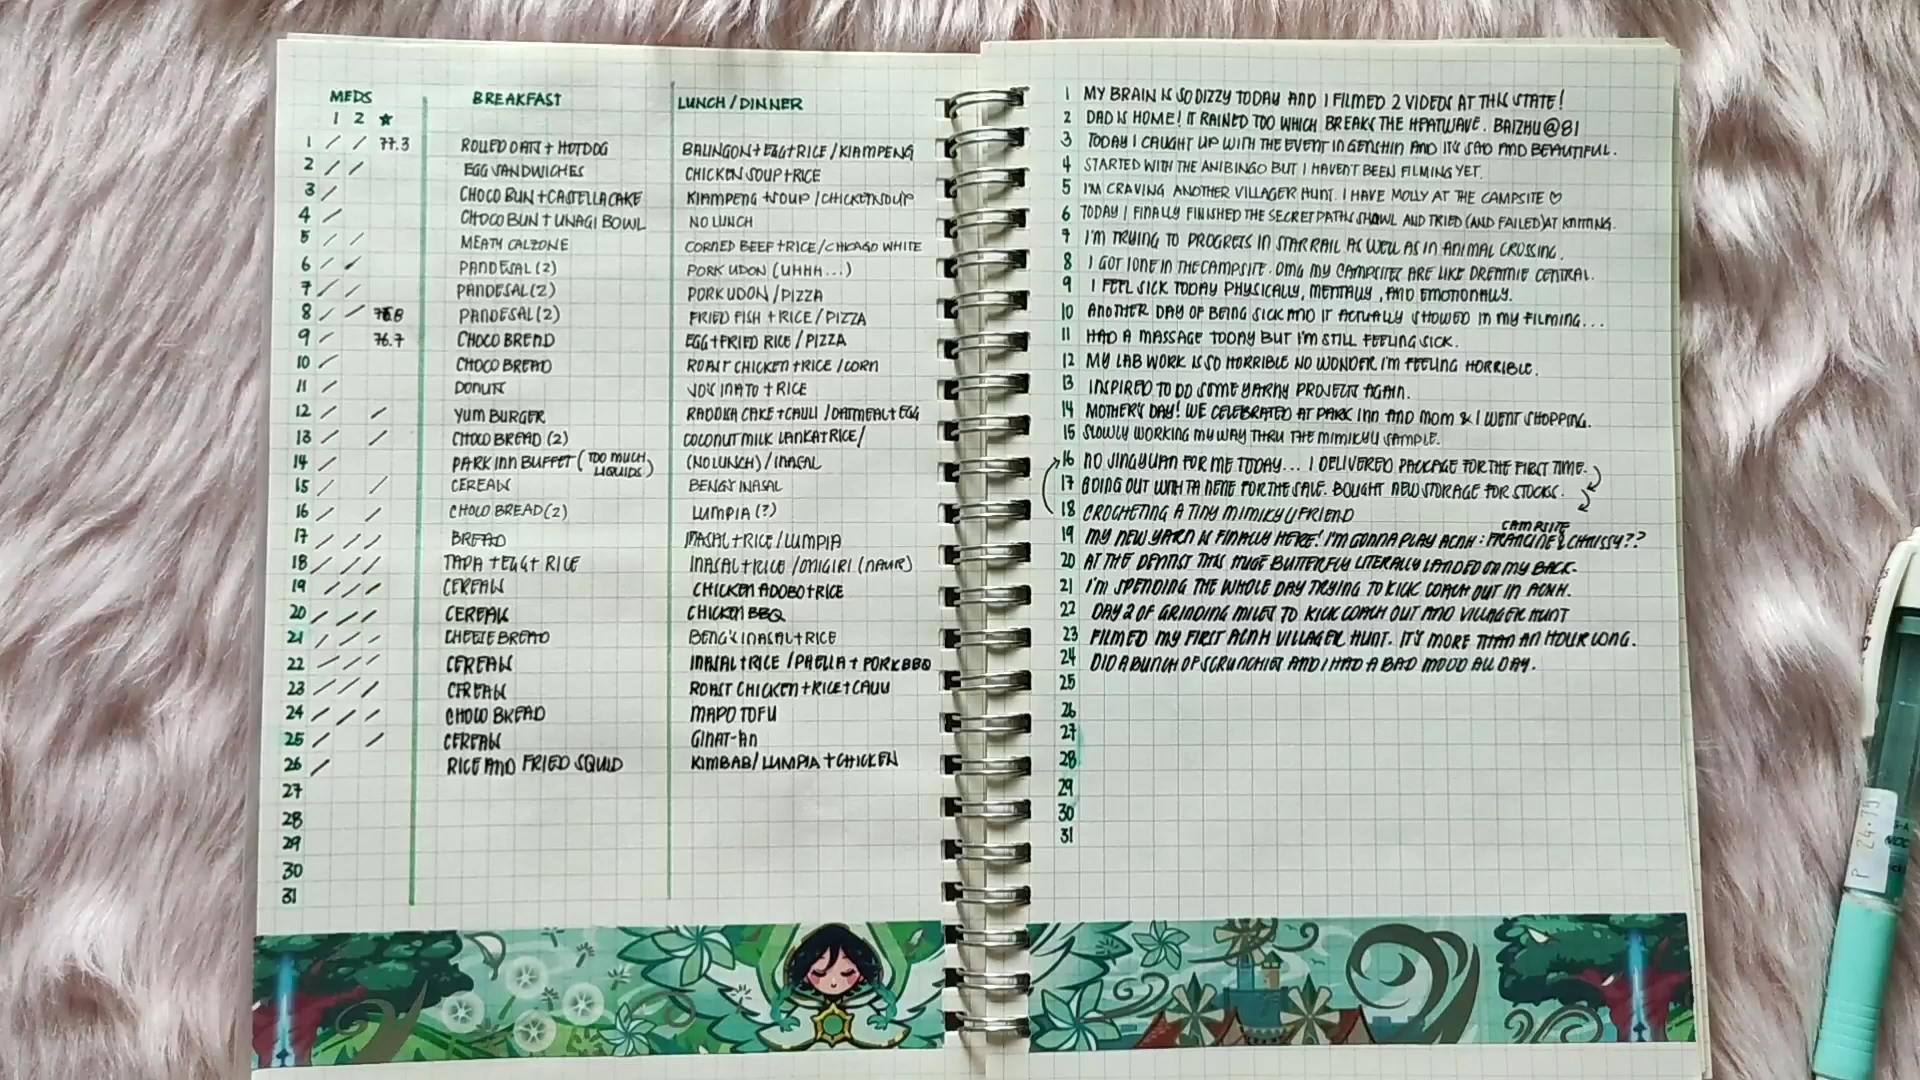 MEDS BREAKFAST LUNCH / DINNER
1 2 ★
1 / / 77.3 ROLLED OATS + HOTDOG BALINGON + EGG + RICE / KIAMPENG
2 / / EGG SANDWICHES CHICKEN SOUP + RICE
3 / CHOCO BUN + CASTELLA CAKE KIAMPENG + SOUP / CHICKEN SOUP
4 / CHOCO BUN + UNAGI BOWL NO LUNCH
5 / / MEATY CALZONE CORNED BEEF + RICE / CHICAGO WHITE
6 / / PANDESAL (2) PORK UDON (UHHH...)
7 / / PANDESAL (2) PORK UDON / PIZZA
8 / / PANDESAL (2) FRIED FISH + RICE / PIZZA
9 / 76.7 CHOCO BREAD EGG + FRIED RICE / PIZZA
10 / CHOCO BREAD ROAST CHICKEN + RICE / CORN
11 / DONUTS + RICE
12 / / YUM BURGER CAKE + CAULI / OATMEAL + EGG
13 / / CHOCO BREAD (2) COCONUT MILK LANKA + RICE /
14 / PARK INN BUFFET ( TOO MUCH LIQUIDS ) (NO LUNCH) / INASAL
15 / / CEREAL BENG'S INASAL
16 / / CHOCO BREAD (2) LUMPIA (?)
17 / / / BREAD INASAL + RICE / LUMPIA
18 / / / TAPA + EGG + RICE INASAL + RICE / ONIGIRI
19 / / / CEREAL CHICKEN ADOBO + RICE
20 / / / CEREAL CHICKEN BBQ
21 / / / CHEESE BREAD BENG'S INASAL + RICE
22 / / / CEREAL INASAL + RICE / PAELLA + PORK BBQ
23 / / / CEREAL ROAST CHICKEN + RICE + CAULI
24 / / / CHOCO BREAD MAPO TOFU
25 / / CEREAL GINAT-AN
26 / RICE AND FRIED SQUID KIMBAB / LUMPIA + CHICKEN
27
28
29
30
31
1 MY BRAIN IS SO DIZZY TODAY AND I FILMED 2 VIDEOS AT THIS STATE!
2 DAD IS HOME! IT RAINED TOO WHICH BREAKS THE HEATWAVE. BAIZHU @ 81
3 TODAY I CAUGHT UP WITH THE EVENT IN GENSHIN AND IT'S SAD AND BEAUTIFUL.
4 STARTED WITH THE ANIBINGO BUT I HAVEN'T BEEN FILMING YET.
5 I'M CRAVING ANOTHER VILLAGER HUNT. I HAVE MOLLY AT THE CAMPSITE ♡
6 TODAY I FINALLY FINISHED THE SECRET PATHS SHAWL AND TRIED (AND FAILED) AT KNITTING.
7 I'M TRYING TO PROGRESS IN STAR RAIL AS WELL AS IN ANIMAL CROSSING.
8 I GOT IONE IN THE CAMPSITE. OMG MY CAMPSITES ARE LIKE DREAMIE CENTRAL.
9 I FEEL SICK TODAY PHYSICALLY, MENTALLY, AND EMOTIONALLY.
10 ANOTHER DAY OF BEING SICK AND IT ACTUALLY SHOWED IN MY FILMING...
11 HAD A MASSAGE TODAY BUT I'M STILL FEELING SICK.
12 MY LAB WORK IS SO HORRIBLE NO WONDER I'M FEELING HORRIBLE.
13 INSPIRED TO DO SOME YARNY PROJECTS AGAIN.
14 MOTHER'S DAY! WE CELEBRATED AT PARK INN AND MOM & I WENT SHOPPING.
15 SLOWLY WORKING MY WAY THRU THE MIMIKYU SAMPLE.
16 NO JING YUAN FOR ME TODAY... I DELIVERED PACKAGE FOR THE FIRST TIME.
17 GOING OUT WITH FOR THE SALE. BOUGHT NEW STORAGE FOR STOCKS.
18 CROCHETING A TINY MIMIKYU FRIEND
19 MY NEW YARN IS FINALLY HERE! I'M GONNA PLAY ACNH : CAMPSITE FRANCINE & CHRISSY??
20 AT THE DENTIST THIS HUGE BUTTERFLY LITERALLY LANDED ON MY BACK.
21 I'M SPENDING THE WHOLE DAY TRYING TO KICK COACH OUT IN ACNH.
22 DAY 2 OF GRINDING MILES TO KICK COACH OUT AND VILLAGER HUNT
23 FILMED MY FIRST ACNH VILLAGER HUNT. IT'S MORE THAN AN HOUR LONG.
24 DID A BUNCH OF SCRUNCHIES AND I HAD A BAD MOOD ALL DAY.
25
26
27
28
29
30
31
P 24.75